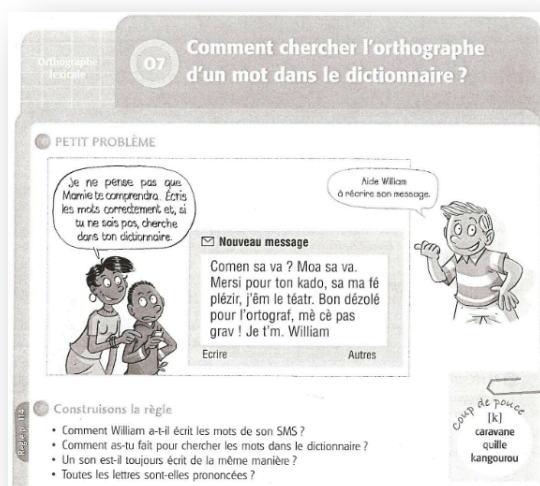 Orthographe
lexicale
07
Comment chercher l'orthographe
d'un mot dans le dictionnaire ?
PETIT PROBLÈME
Je ne pense pas que
Mamie te comprendra. Écris
les mots correctement et, si
tu ne sais pas, cherche
dans ton dictionnaire.
Aide William
à réécrire son message.
Nouveau message
Comen sa va ? Moa sa va.
Mersi pour ton kado, sa ma fé
plézir, j'êm le téatr. Bon dézolé
pour l'ortograf, mè cè pas
grav ! Je t'm. William
Ecrire
Autres
Construisons la règle
• Comment William a-t-il écrit les mots de son SMS ?
• Comment as-tu fait pour chercher les mots dans le dictionnaire ?
• Un son est-il toujours écrit de la même manière ?
• Toutes les lettres sont-elles prononcées ?
Règle p. 114
coup de pouce
[k]
caravane
quille
kangourou